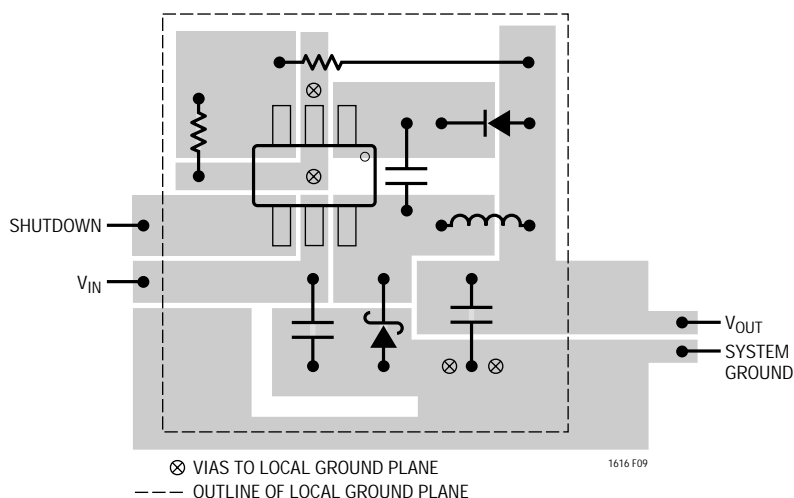 SHUTDOWN
VIN
VOUT
SYSTEM
GROUND
1616 F09
VIAS TO LOCAL GROUND PLANE
OUTLINE OF LOCAL GROUND PLANE